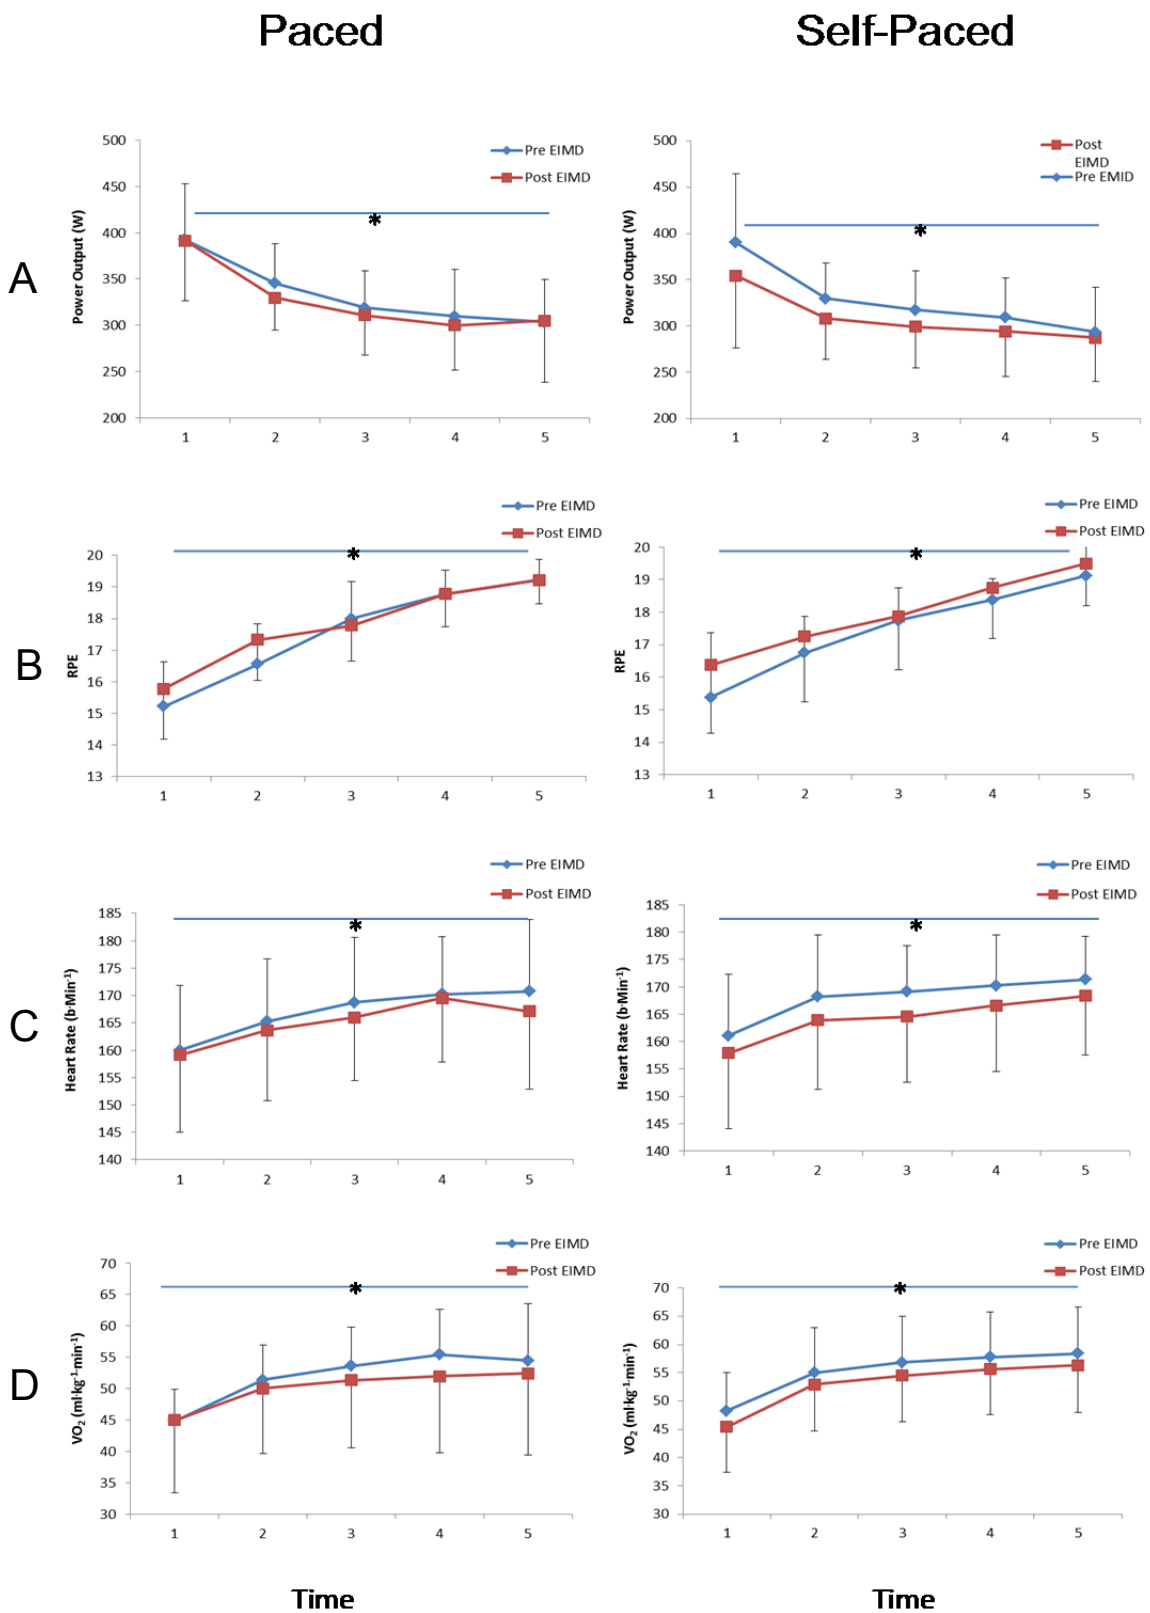 Paced
Self-Paced
A
Power Output (W)
500
450
400
350
300
250
200
1 2 3 4 5
Pre EIMD
Post EIMD
*
Power Output (W)
500
450
400
350
300
250
200
1 2 3 4 5
Post
EIMD
Pre EMID
*
B
RPE
20
19
18
17
16
15
14
13
1 2 3 4 5
Pre EIMD
Post EIMD
*
RPE
20
19
18
17
16
15
14
13
1 2 3 4 5
Pre EIMD
Post EIMD
*
C
Heart Rate (b·Min⁻¹)
185
180
175
170
165
160
155
150
145
140
1 2 3 4 5
Pre EIMD
Post EIMD
*
Heart Rate (b·Min⁻¹)
185
180
175
170
165
160
155
150
145
140
1 2 3 4 5
Pre EIMD
Post EIMD
*
D
VO₂ (ml·kg⁻¹·min⁻¹)
70
65
60
55
50
45
40
35
30
1 2 3 4 5
Pre EIMD
Post EIMD
*
VO₂ (ml·kg⁻¹·min⁻¹)
70
65
60
55
50
45
40
35
30
1 2 3 4 5
Pre EIMD
Post EIMD
*
Time
Time